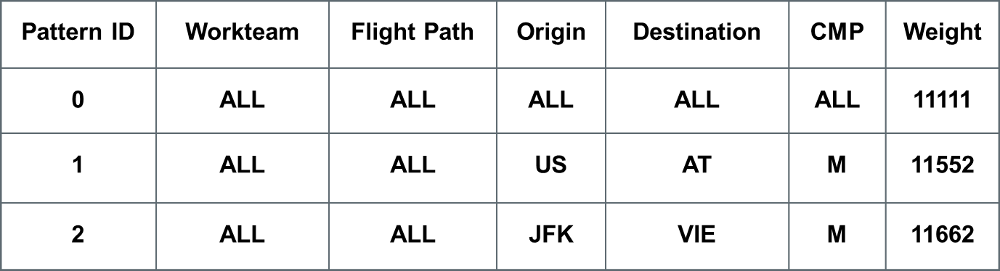 Pattern ID Workteam Flight Path Origin Destination CMP Weight
0 ALL ALL ALL ALL ALL 11111
1 ALL ALL US AT M 11552
2 ALL ALL JFK VIE M 11662